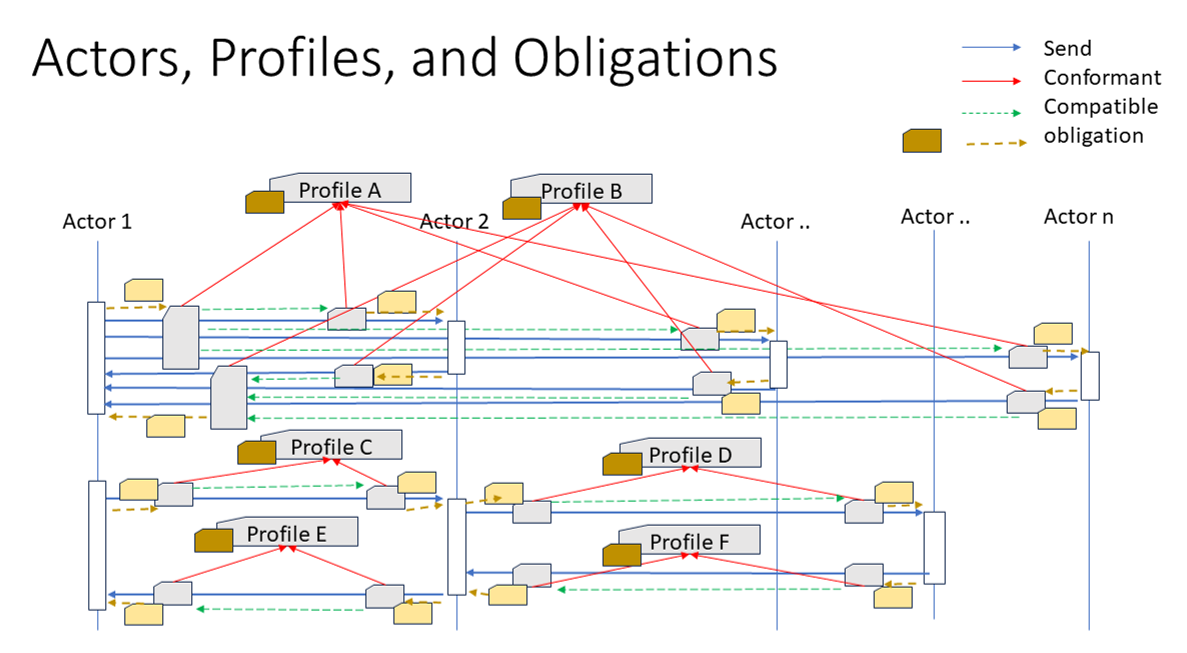 Actors, Profiles, and Obligations
Send
Conformant
Compatible
obligation
Profile A
Profile B
Actor 1
Actor 2
Actor ..
Actor ..
Actor n
Profile C
Profile D
Profile E
Profile F